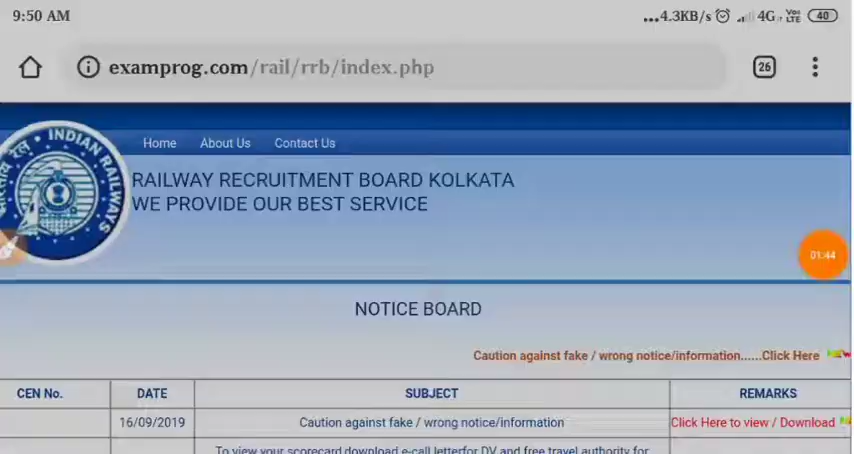 9:50 AM
...4.3KB/s 4G Vo) LTE 40
examprog.com/rail/rrb/index.php
26
Home About Us Contact Us
INDIAN RAILWAYS
RAILWAY RECRUITMENT BOARD KOLKATA
WE PROVIDE OUR BEST SERVICE
01:44
NOTICE BOARD
Caution against fake / wrong notice/information......Click Here
CEN No. DATE SUBJECT REMARKS
16/09/2019 Caution against fake / wrong notice/information Click Here to view / Download
To view your scorecard,download e-call letterfor DV and free travel authority for